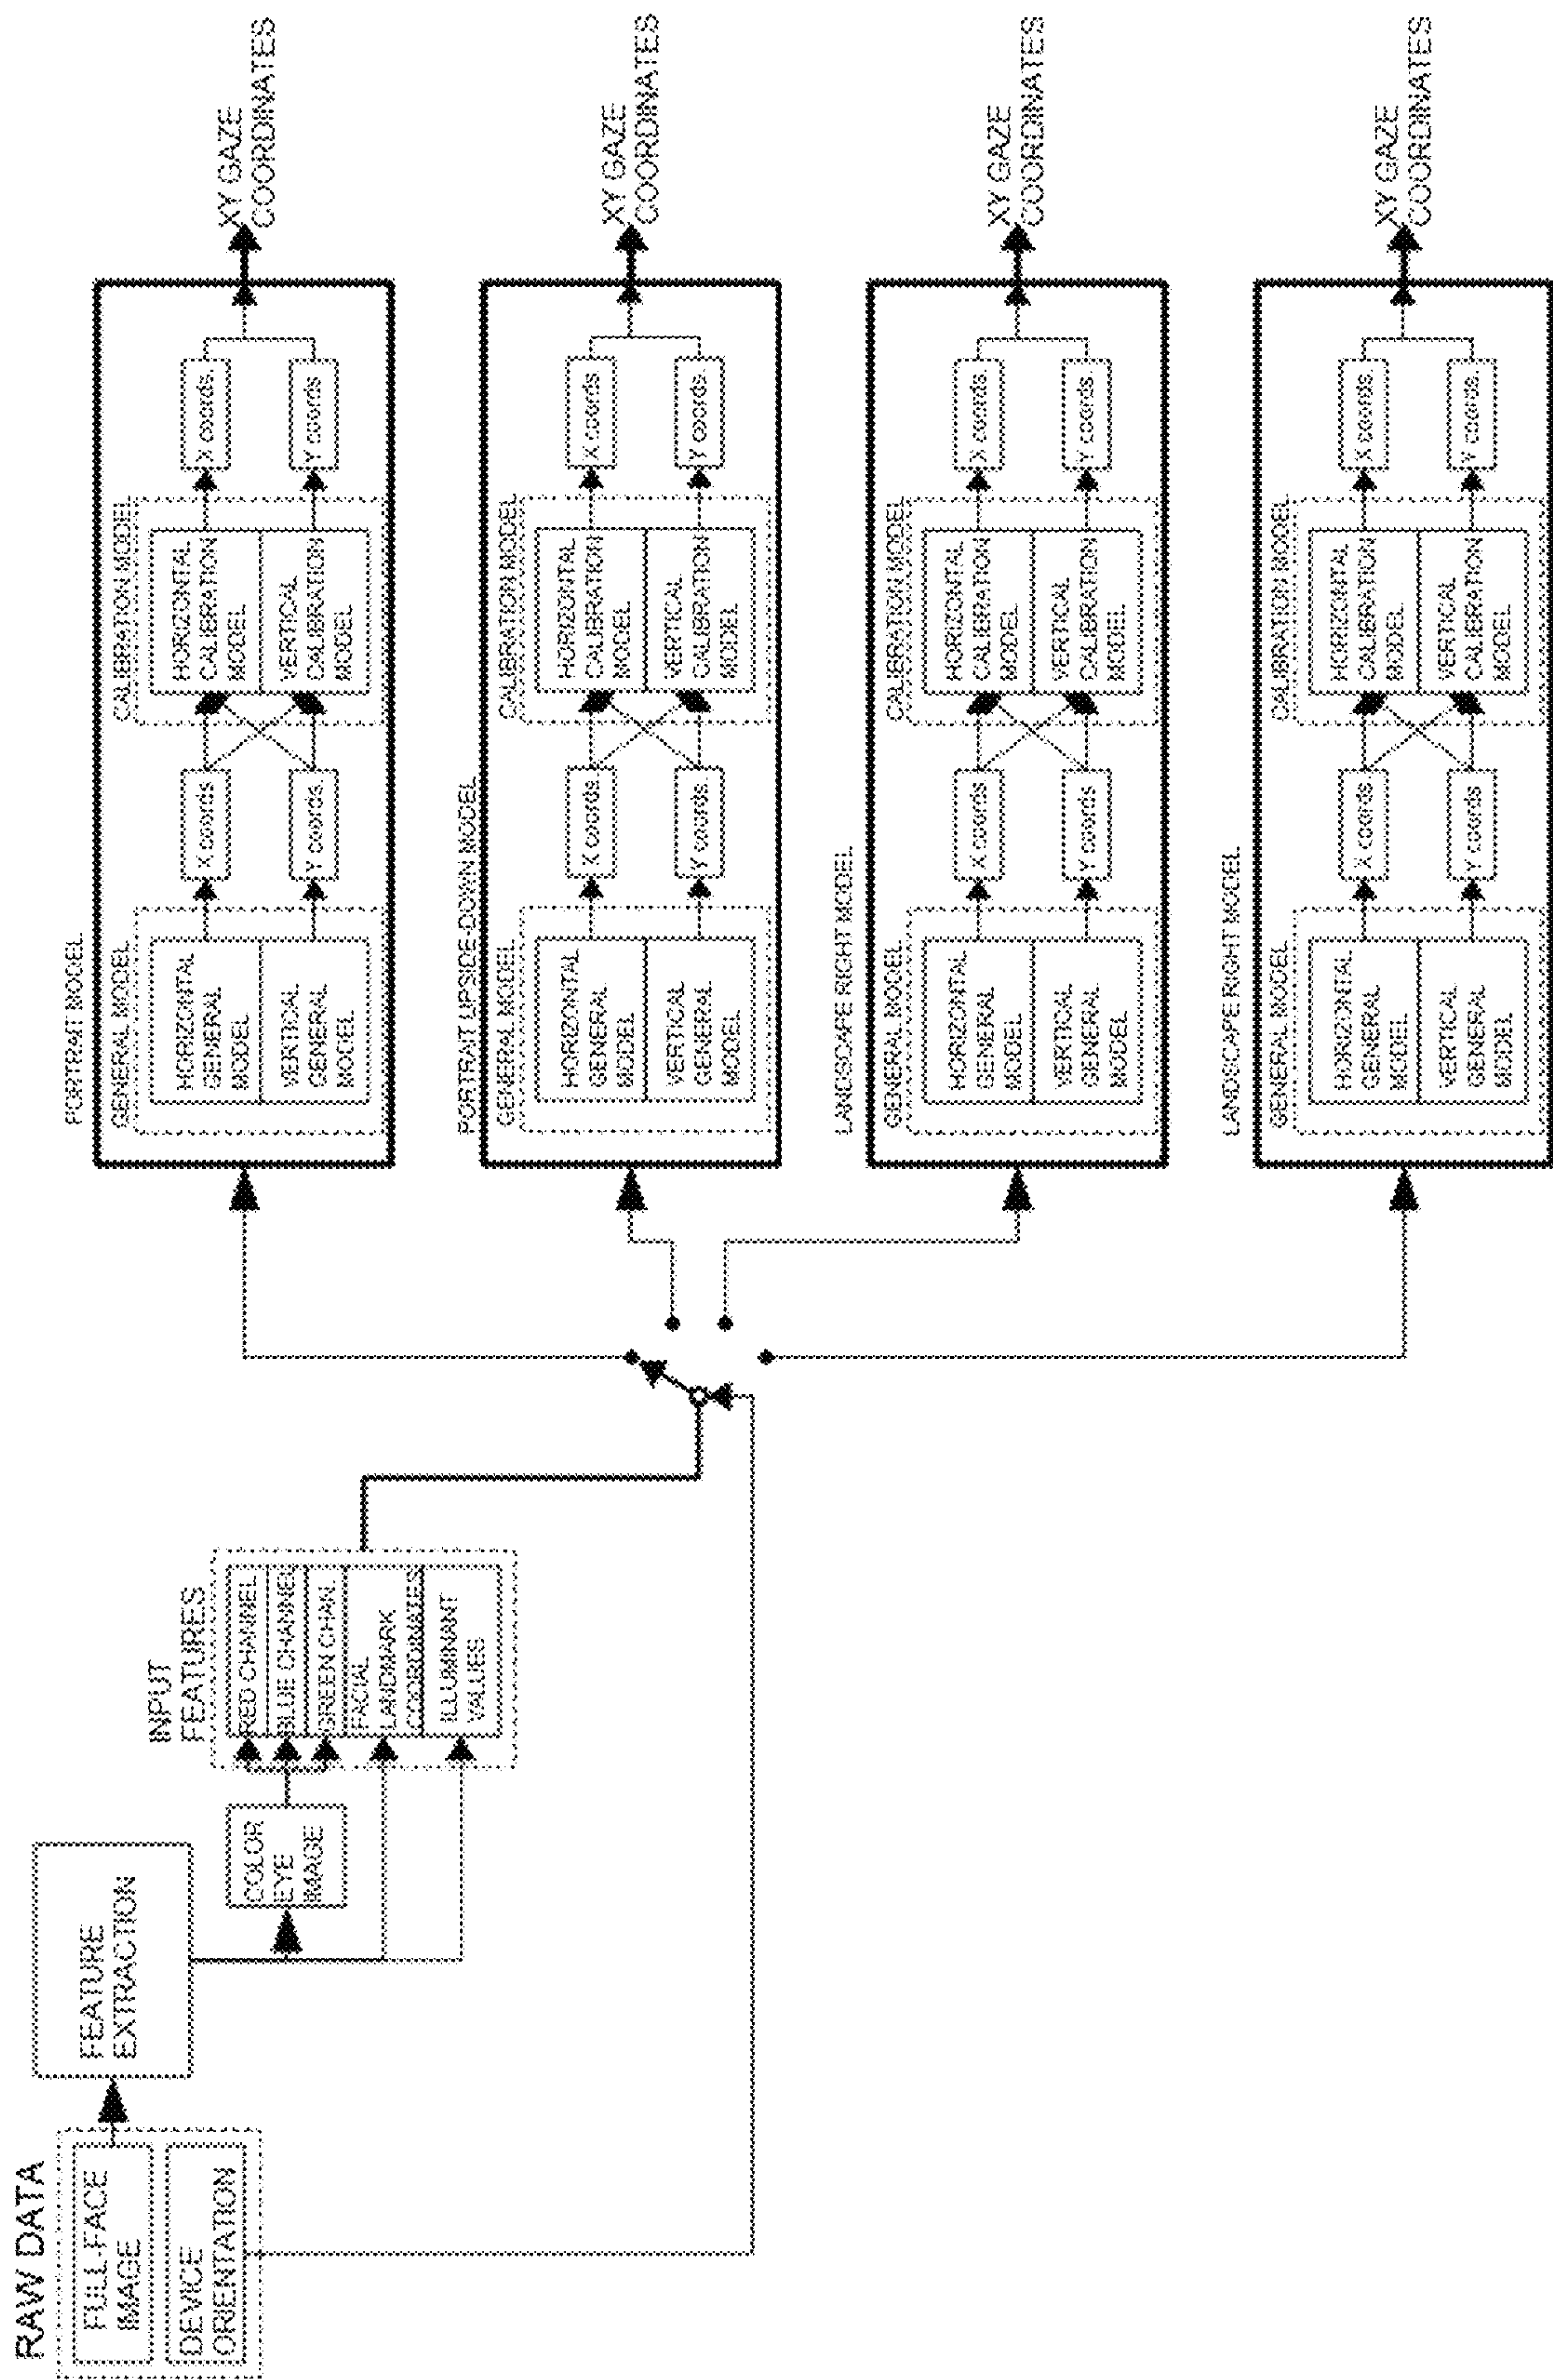 RAW DATA
FULL-FACE
IMAGE
DEVICE
ORIENTATION
FEATURE
EXTRACTION
COLOR
EYE
IMAGE
INPUT
FEATURES
RED CHANNEL
BLUE CHANNEL
GREEN CHAN.
FACIAL
LANDMARK
COORDINATES
ILLUMINANT
VALUES
PORTRAIT MODEL
GENERAL MODEL
HORIZONTAL
GENERAL
MODEL
VERTICAL
GENERAL
MODEL
X coords.
Y coords.
CALIBRATION MODEL
HORIZONTAL
CALIBRATION
MODEL
VERTICAL
CALIBRATION
MODEL
X coords.
Y coords.
XY GAZE
COORDINATES
PORTRAIT UPSIDE-DOWN MODEL
GENERAL MODEL
HORIZONTAL
GENERAL
MODEL
VERTICAL
GENERAL
MODEL
X coords.
Y coords.
CALIBRATION MODEL
HORIZONTAL
CALIBRATION
MODEL
VERTICAL
CALIBRATION
MODEL
X coords.
Y coords.
XY GAZE
COORDINATES
LANDSCAPE RIGHT MODEL
GENERAL MODEL
HORIZONTAL
GENERAL
MODEL
VERTICAL
GENERAL
MODEL
X coords.
Y coords.
CALIBRATION MODEL
HORIZONTAL
CALIBRATION
MODEL
VERTICAL
CALIBRATION
MODEL
X coords.
Y coords.
XY GAZE
COORDINATES
LANDSCAPE RIGHT MODEL
GENERAL MODEL
HORIZONTAL
GENERAL
MODEL
VERTICAL
GENERAL
MODEL
X coords.
Y coords.
CALIBRATION MODEL
HORIZONTAL
CALIBRATION
MODEL
VERTICAL
CALIBRATION
MODEL
X coords.
Y coords.
XY GAZE
COORDINATES